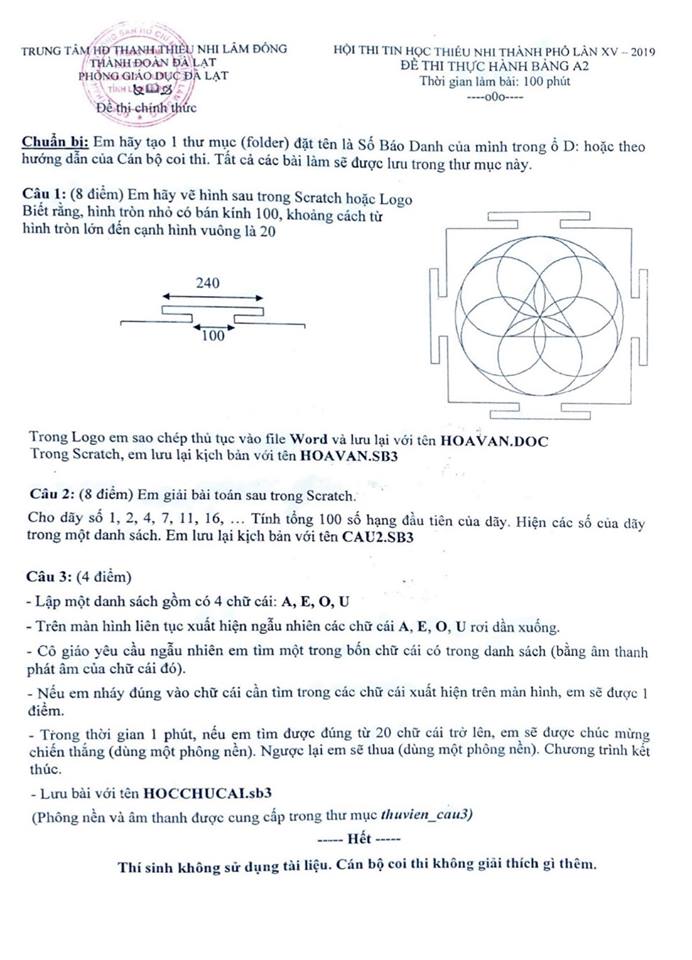 TRUNG TÂM HĐ THANH THIẾU NHI LÂM ĐỒNG
THÀNH ĐOÀN ĐÀ LẠT
PHÒNG GIÁO DỤC ĐÀ LẠT
Đề thi chính thức
HỘI THI TIN HỌC THIẾU NHI THÀNH PHỐ LẦN XV – 2019
ĐỀ THI THỰC HÀNH BẢNG A2
Thời gian làm bài: 100 phút
----o0o----
Chuẩn bị: Em hãy tạo 1 thư mục (folder) đặt tên là Số Báo Danh của mình trong ổ D: hoặc theo
hướng dẫn của Cán bộ coi thi. Tất cả các bài làm sẽ được lưu trong thư mục này.
Câu 1: (8 điểm) Em hãy vẽ hình sau trong Scratch hoặc Logo
Biết rằng, hình tròn nhỏ có bán kính 100, khoảng cách từ
hình tròn lớn đến cạnh hình vuông là 20
240
100
Trong Logo em sao chép thủ tục vào file Word và lưu lại với tên HOAVAN.DOC
Trong Scratch, em lưu lại kịch bản với tên HOAVAN.SB3
Câu 2: (8 điểm) Em giải bài toán sau trong Scratch.
Cho dãy số 1, 2, 4, 7, 11, 16, … Tính tổng 100 số hạng đầu tiên của dãy. Hiện các số của dãy
trong một danh sách. Em lưu lại kịch bản với tên CAU2.SB3
Câu 3: (4 điểm)
- Lập một danh sách gồm có 4 chữ cái: A, E, O, U
- Trên màn hình liên tục xuất hiện ngẫu nhiên các chữ cái A, E, O, U rơi dần xuống.
- Cô giáo yêu cầu ngẫu nhiên em tìm một trong bốn chữ cái có trong danh sách (bằng âm thanh
phát âm của chữ cái đó).
- Nếu em nháy đúng vào chữ cái cần tìm trong các chữ cái xuất hiện trên màn hình, em sẽ được 1
điểm.
- Trong thời gian 1 phút, nếu em tìm được đúng từ 20 chữ cái trở lên, em sẽ được chúc mừng
chiến thắng (dùng một phông nền). Ngược lại em sẽ thua (dùng một phông nền). Chương trình kết
thúc.
- Lưu bài với tên HOCCHUCAI.sb3
(Phông nền và âm thanh được cung cấp trong thư mục thuvien_cau3)
----- Hết -----
Thí sinh không sử dụng tài liệu. Cán bộ coi thi không giải thích gì thêm.